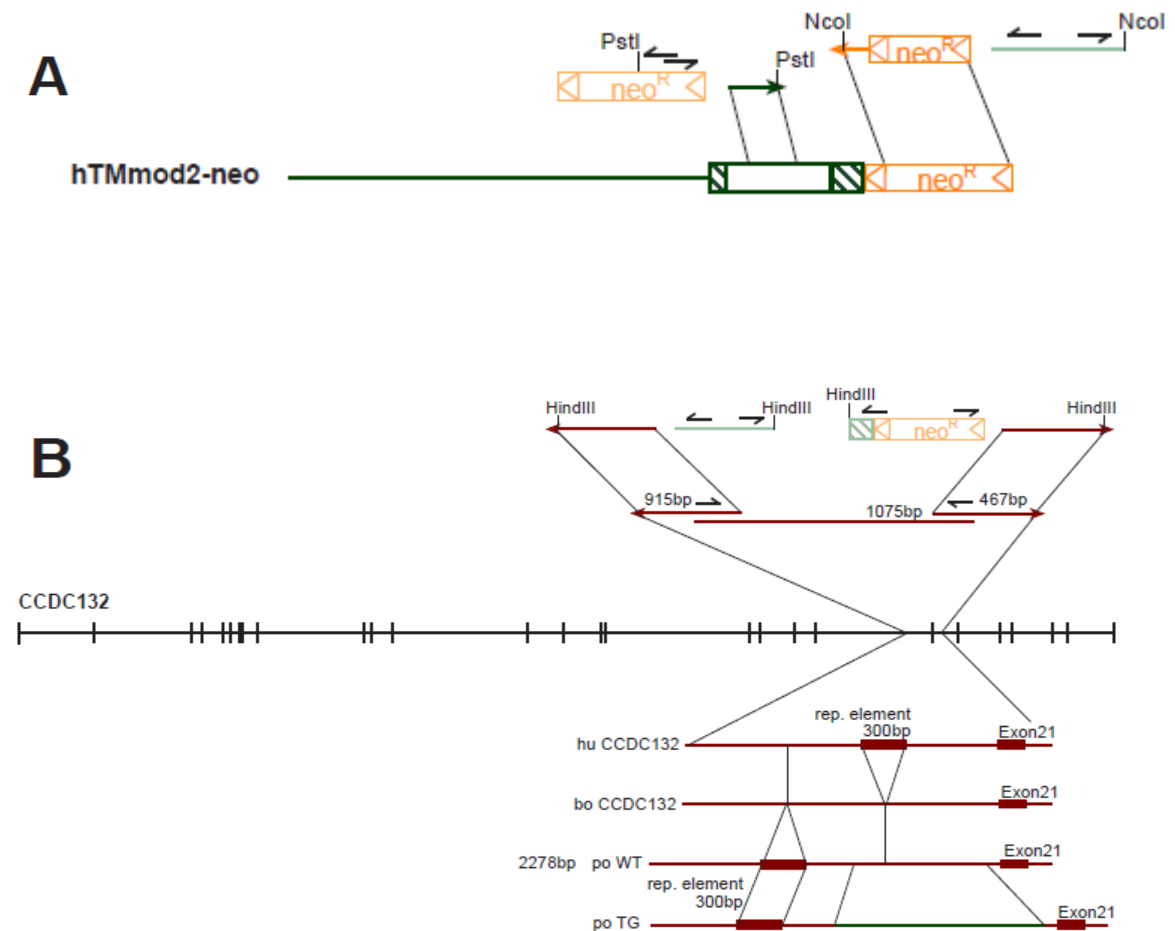 A
NcoI
NcoI
PstI
PstI
neoR
neoR
hTMmod2-neo
neoR
B
HindIII
HindIII
HindIII
HindIII
neoR
915bp
467bp
1075bp
CCDC132
rep. element
300bp
Exon21
hu CCDC132
Exon21
bo CCDC132
Exon21
2278bp po WT
rep. element
300bp
Exon21
po TG